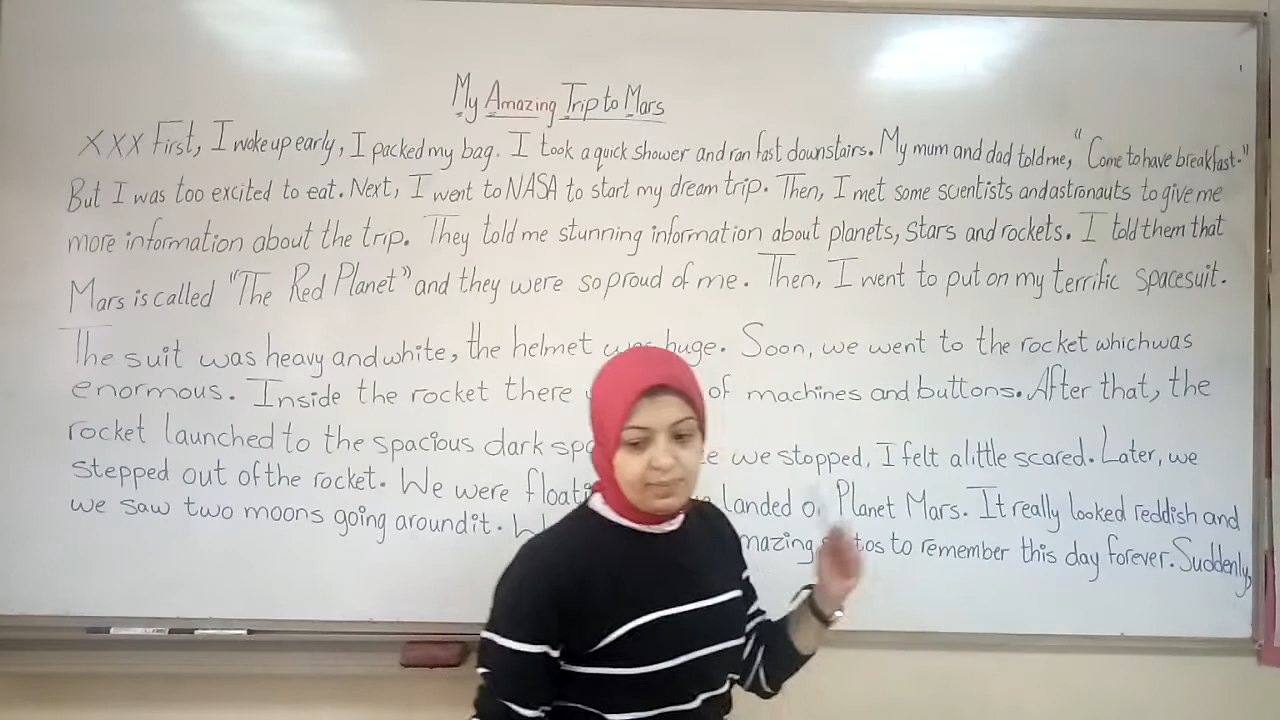 My Amazing Trip to Mars
XXX First, I woke up early, I packed my bag. I took a quick shower and ran fast downstairs. My mum and dad told me, "Come to have breakfast."
But I was too excited to eat. Next, I went to NASA to start my dream trip. Then, I met some scientists and astronauts to give me
more information about the trip. They told me stunning information about planets, stars and rockets. I told them that
Mars is called "The Red Planet" and they were so proud of me. Then, I went to put on my terrific spacesuit.
The suit was heavy and white, the helmet was huge. Soon, we went to the rocket which was
enormous. Inside the rocket there of machines and buttons. After that, the
rocket launched to the spacious dark we stopped, I felt a little scared. Later, we
stepped out of the rocket. We were landed Planet Mars. It really looked reddish and
we saw two moons going around it. to remember this day forever. Suddenly,